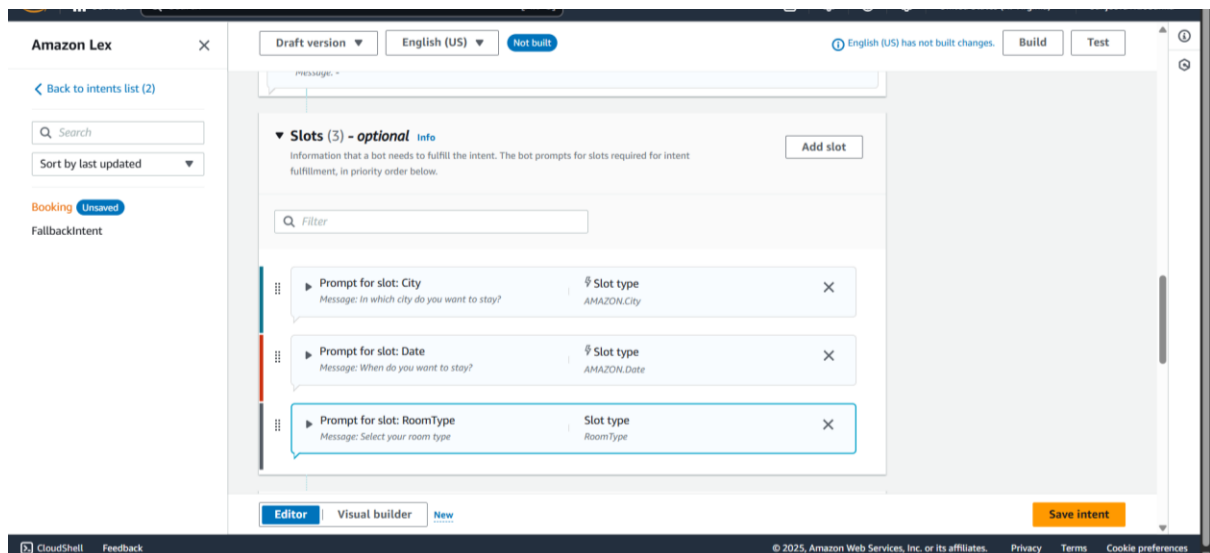 Amazon Lex
Back to intents list (2)
Search
Sort by last updated
Booking Unsaved
FallbackIntent
Draft version English (US) Not built English (US) has not built changes. Build Test
Message: -
Slots (3) - optional Info
Information that a bot needs to fulfill the intent. The bot prompts for slots required for intent
fulfillment, in priority order below.
Add slot
Filter
Prompt for slot: City
Message: In which city do you want to stay?
Slot type
AMAZON.City
Prompt for slot: Date
Message: When do you want to stay?
Slot type
AMAZON.Date
Prompt for slot: RoomType
Message: Select your room type
Slot type
RoomType
Editor Visual builder New
Save intent
CloudShell Feedback © 2025, Amazon Web Services, Inc. or its affiliates. Privacy Terms Cookie preferences